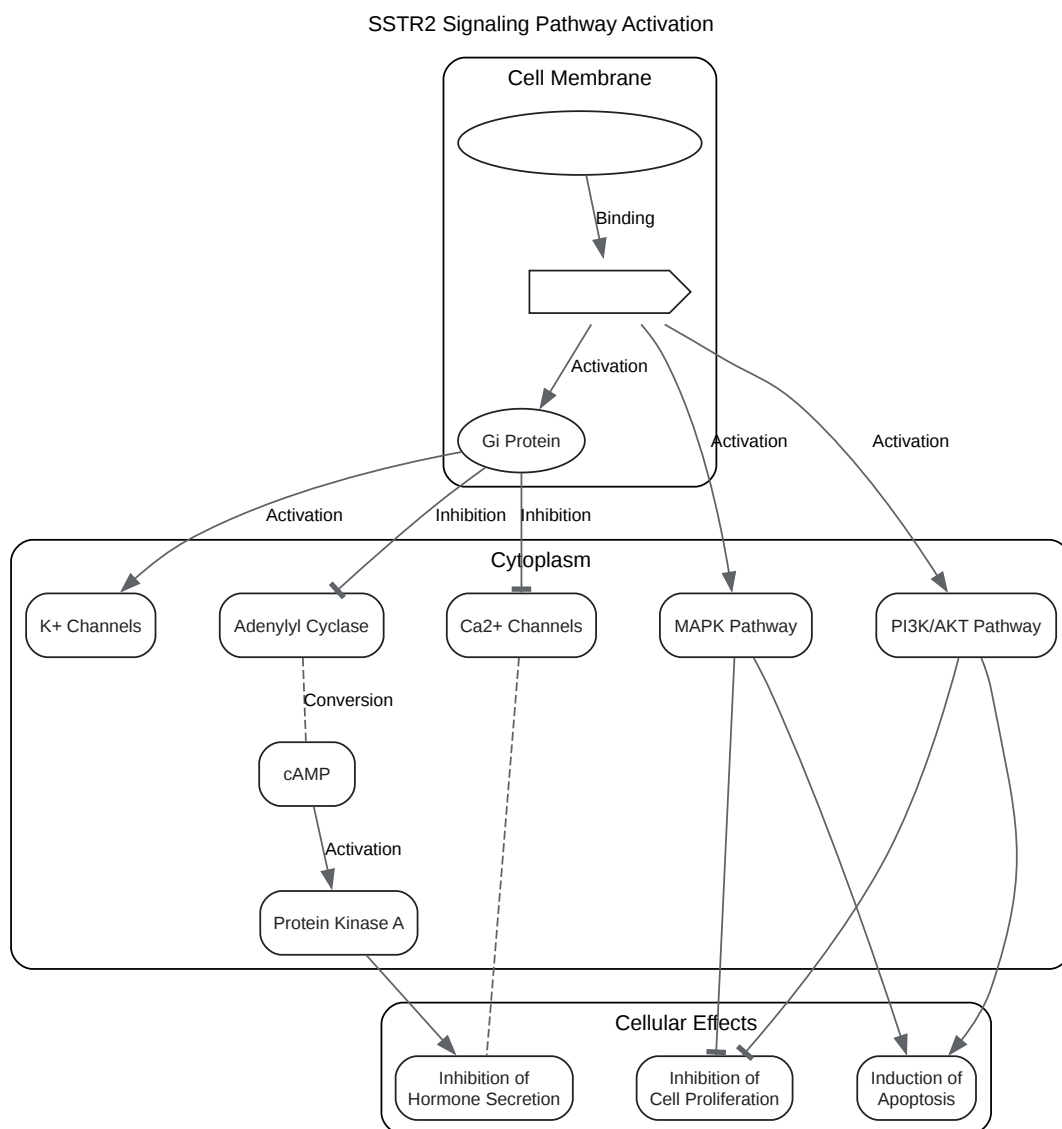 SSTR2 Signaling Pathway Activation
Cell Membrane
Binding
Activation
Gi Protein
Activation
Activation
Activation
Inhibition
Inhibition
Cytoplasm
K+ Channels
Adenylyl Cyclase
Ca2+ Channels
MAPK Pathway
PI3K/AKT Pathway
Conversion
cAMP
Activation
Protein Kinase A
Cellular Effects
Inhibition of
Hormone Secretion
Inhibition of
Cell Proliferation
Induction of
Apoptosis